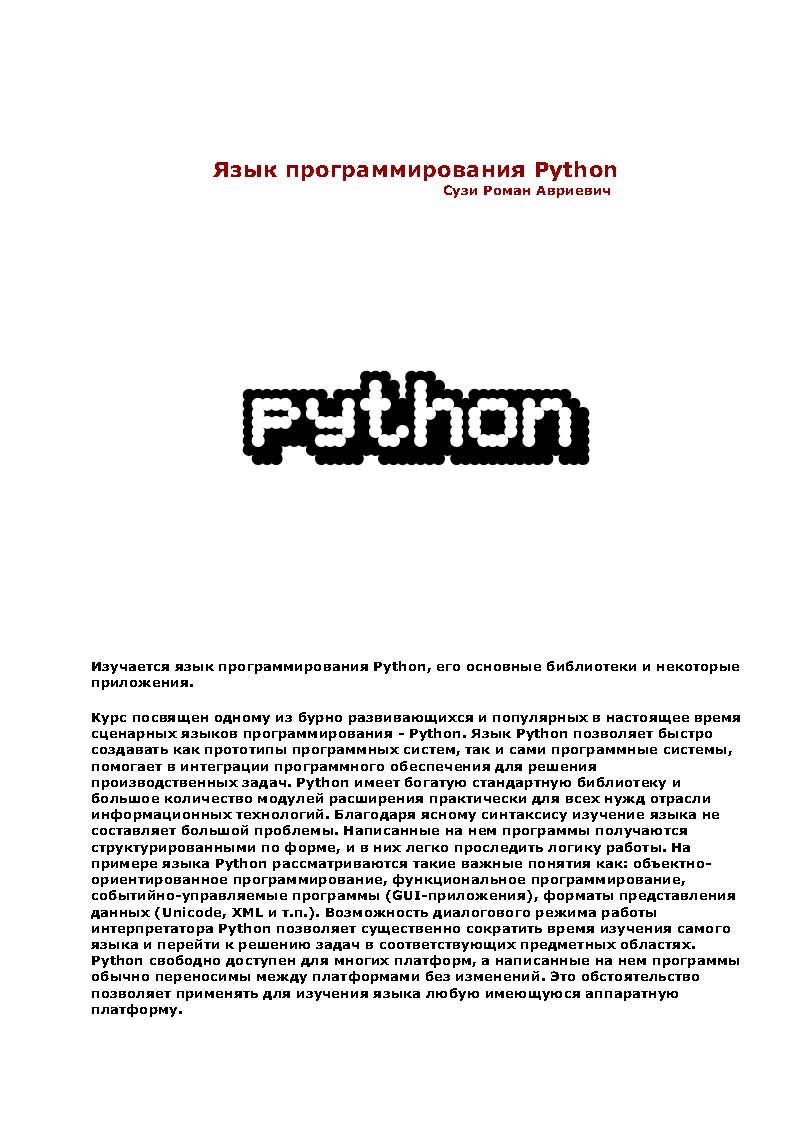 Язык программирования Python
Сузи Роман Авриевич
python
Изучается язык программирования Python, его основные библиотеки и некоторые
приложения.
Курс посвящен одному из бурно развивающихся и популярных в настоящее время
сценарных языков программирования - Python. Язык Python позволяет быстро
создавать как прототипы программных систем, так и сами программные системы,
помогает в интеграции программного обеспечения для решения
производственных задач. Python имеет богатую стандартную библиотеку и
большое количество модулей расширения практически для всех нужд отрасли
информационных технологий. Благодаря ясному синтаксису изучение языка не
составляет большой проблемы. Написанные на нем программы получаются
структурированными по форме, и в них легко проследить логику работы. На
примере языка Python рассматриваются такие важные понятия как: объектно-
ориентированное программирование, функциональное программирование,
событийно-управляемые программы (GUI-приложения), форматы представления
данных (Unicode, XML и т.п.). Возможность диалогового режима работы
интерпретатора Python позволяет существенно сократить время изучения самого
языка и перейти к решению задач в соответствующих предметных областях.
Python свободно доступен для многих платформ, а написанные на нем программы
обычно переносимы между платформами без изменений. Это обстоятельство
позволяет применять для изучения языка любую имеющуюся аппаратную
платформу.